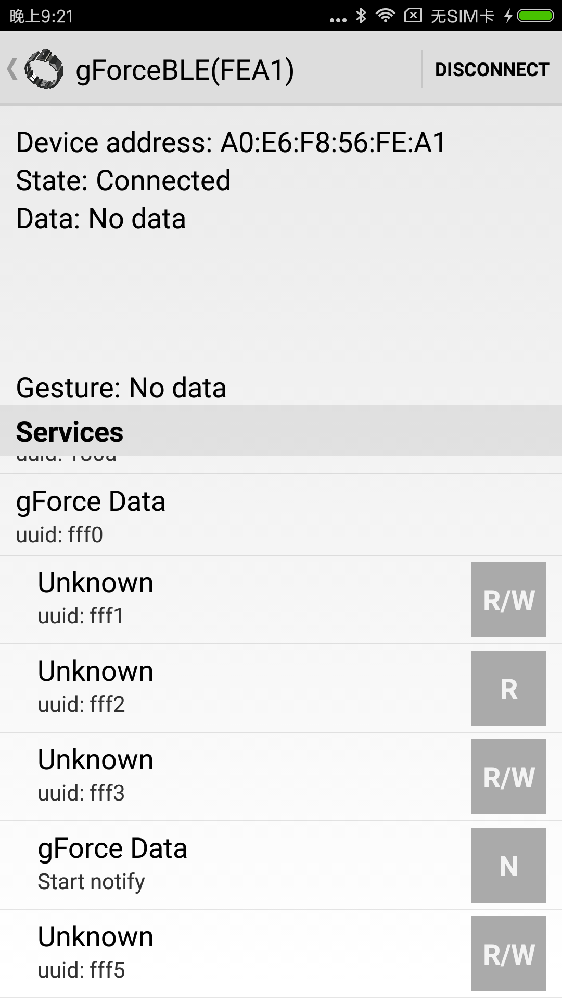 晚上9:21
无SIM卡
gForceBLE(FEA1)
DISCONNECT
Device address: A0:E6:F8:56:FE:A1
State: Connected
Data: No data
Gesture: No data
Services
uuid: 180a
gForce Data
uuid: fff0
Unknown
uuid: fff1
R/W
Unknown
uuid: fff2
R
Unknown
uuid: fff3
R/W
gForce Data
Start notify
N
Unknown
uuid: fff5
R/W